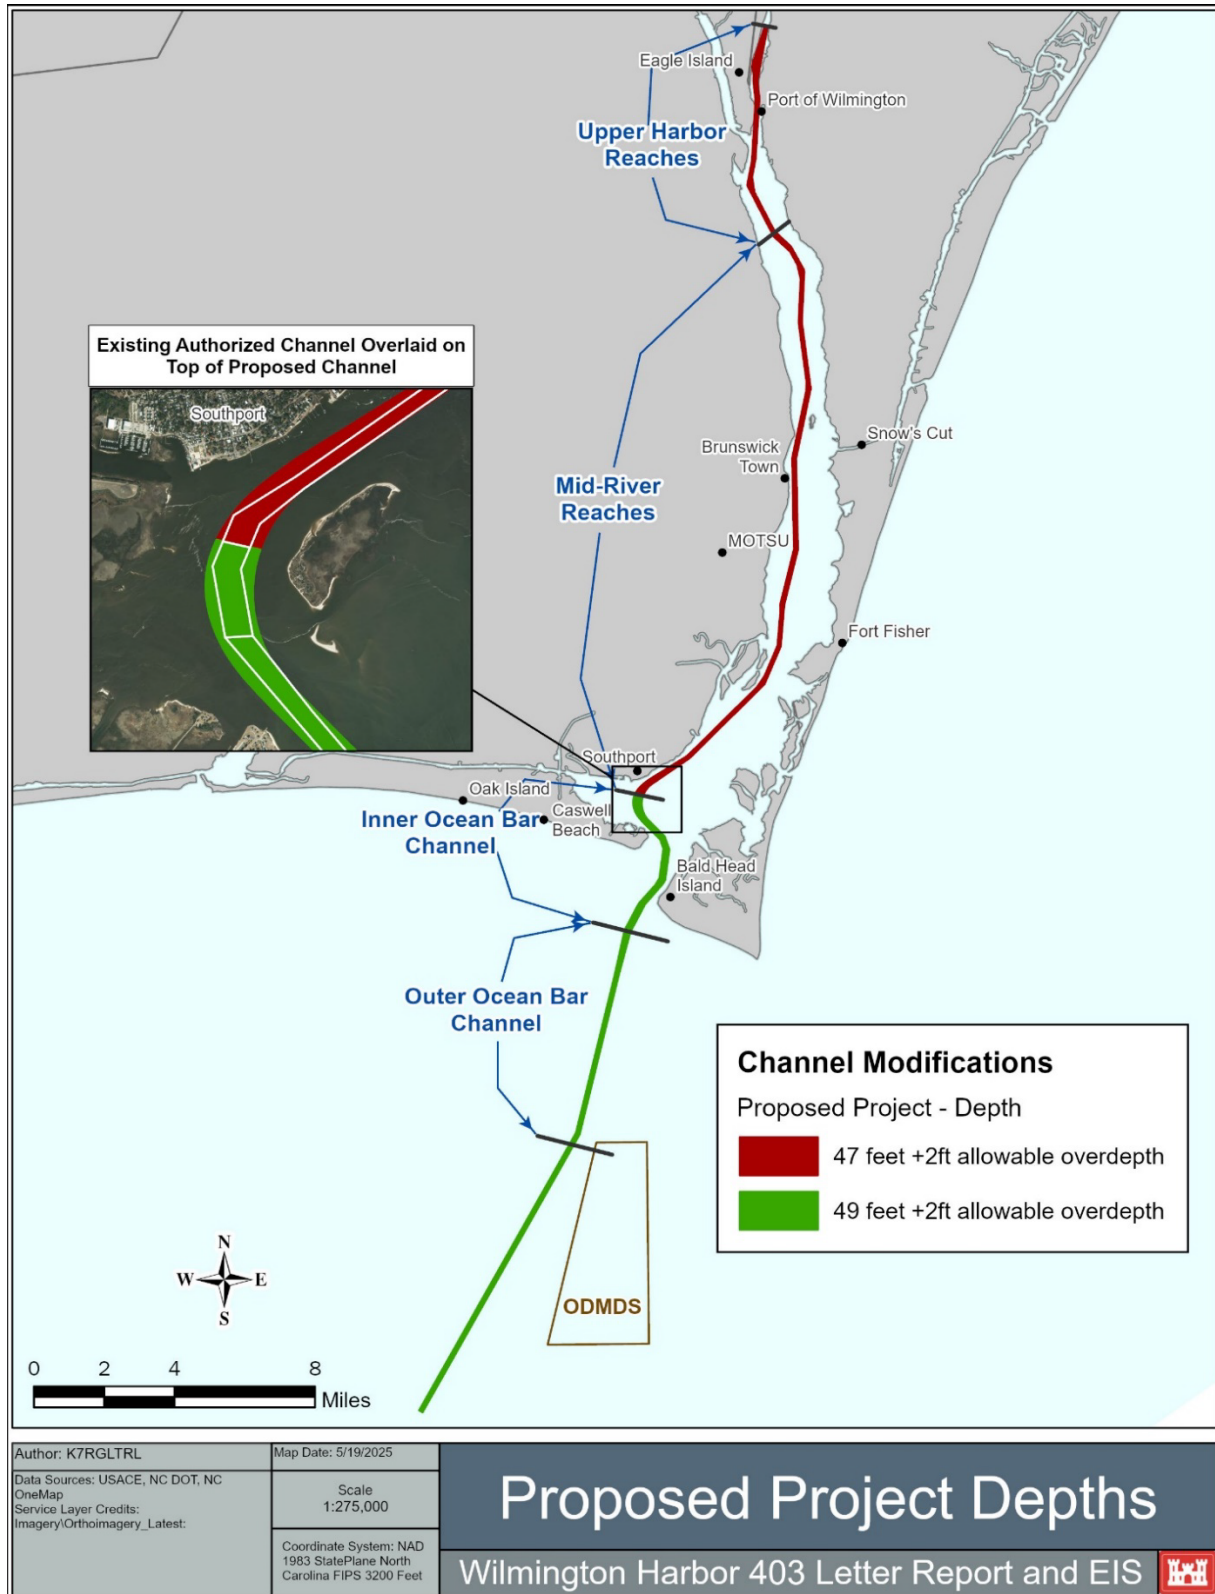 Eagle Island
Port of Wilmington
Upper Harbor
Reaches
Existing Authorized Channel Overlaid on
Top of Proposed Channel
Southport
Snow's Cut
Brunswick
Town
Mid-River
Reaches
MOTSU
Fort Fisher
Southport
Oak Island
Caswell
Beach
Inner Ocean Bar
Channel
Bald Head
Island
Outer Ocean Bar
Channel
Channel Modifications
Proposed Project - Depth
47 feet +2ft allowable overdepth
49 feet +2ft allowable overdepth
N
W E
S
ODMDS
0 2 4 8
Miles
Author: K7RGLTRL
Data Sources: USACE, NC DOT, NC
OneMap
Service Layer Credits:
Imagery\Orthoimagery_Latest:
Map Date: 5/19/2025
Scale
1:275,000
Coordinate System: NAD
1983 StatePlane North
Carolina FIPS 3200 Feet
Proposed Project Depths
Wilmington Harbor 403 Letter Report and EIS